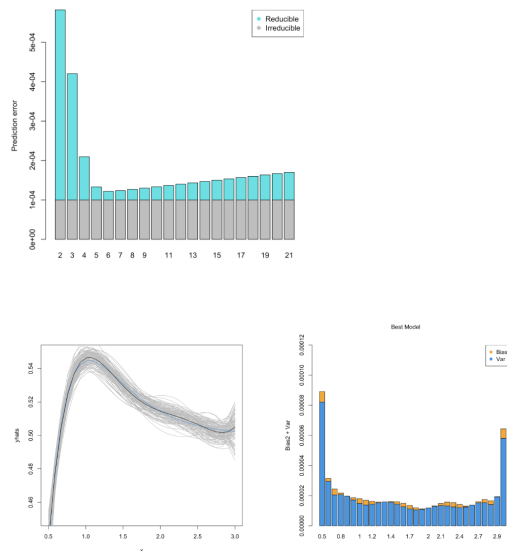 Reducible
Irreducible
Prediction error
0e+00
1e-04
2e-04
3e-04
4e-04
5e-04
2 3 4 5 6 7 8 9 11 13 15 17 19 21
yhats
0.46
0.48
0.50
0.52
0.54
0.5 1.0 1.5 2.0 2.5 3.0
x
Best Model
Bias
Var
Bias2 + Var
0.00000
0.00002
0.00004
0.00006
0.00008
0.00010
0.00012
0.5 0.8 1 1.2 1.4 1.7 2 2.1 2.4 2.7 2.9